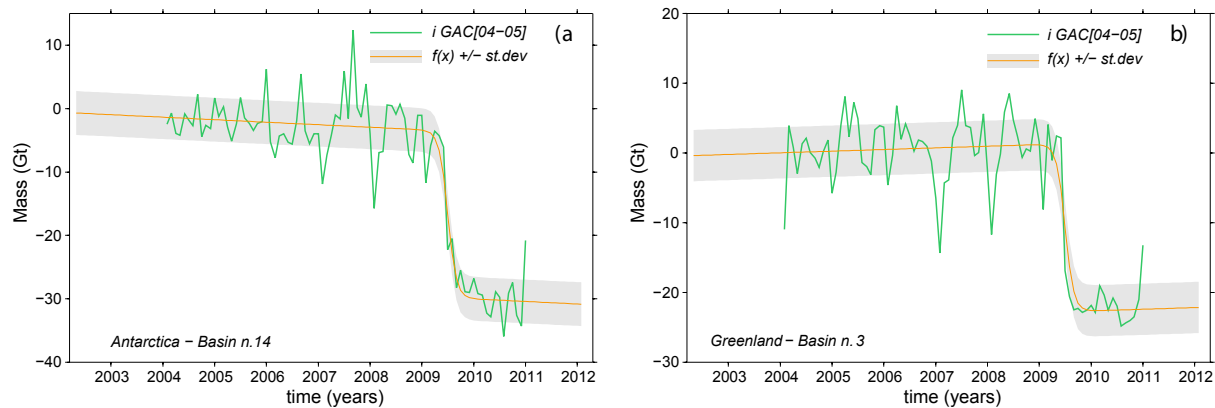 (a
i GAC[04−05]
f(x) +/− st.dev
10
0
−10
−20
−30
−40
Mass (Gt)
Antarctica − Basin n.14
2003 2004 2005 2006 2007 2008 2009 2010 2011 2012
time (years)
b)
i GAC[04−05]
f(x) +/− st.dev
20
10
0
−10
−20
−30
Mass (Gt)
Greenland − Basin n.3
2003 2004 2005 2006 2007 2008 2009 2010 2011 2012
time (years)